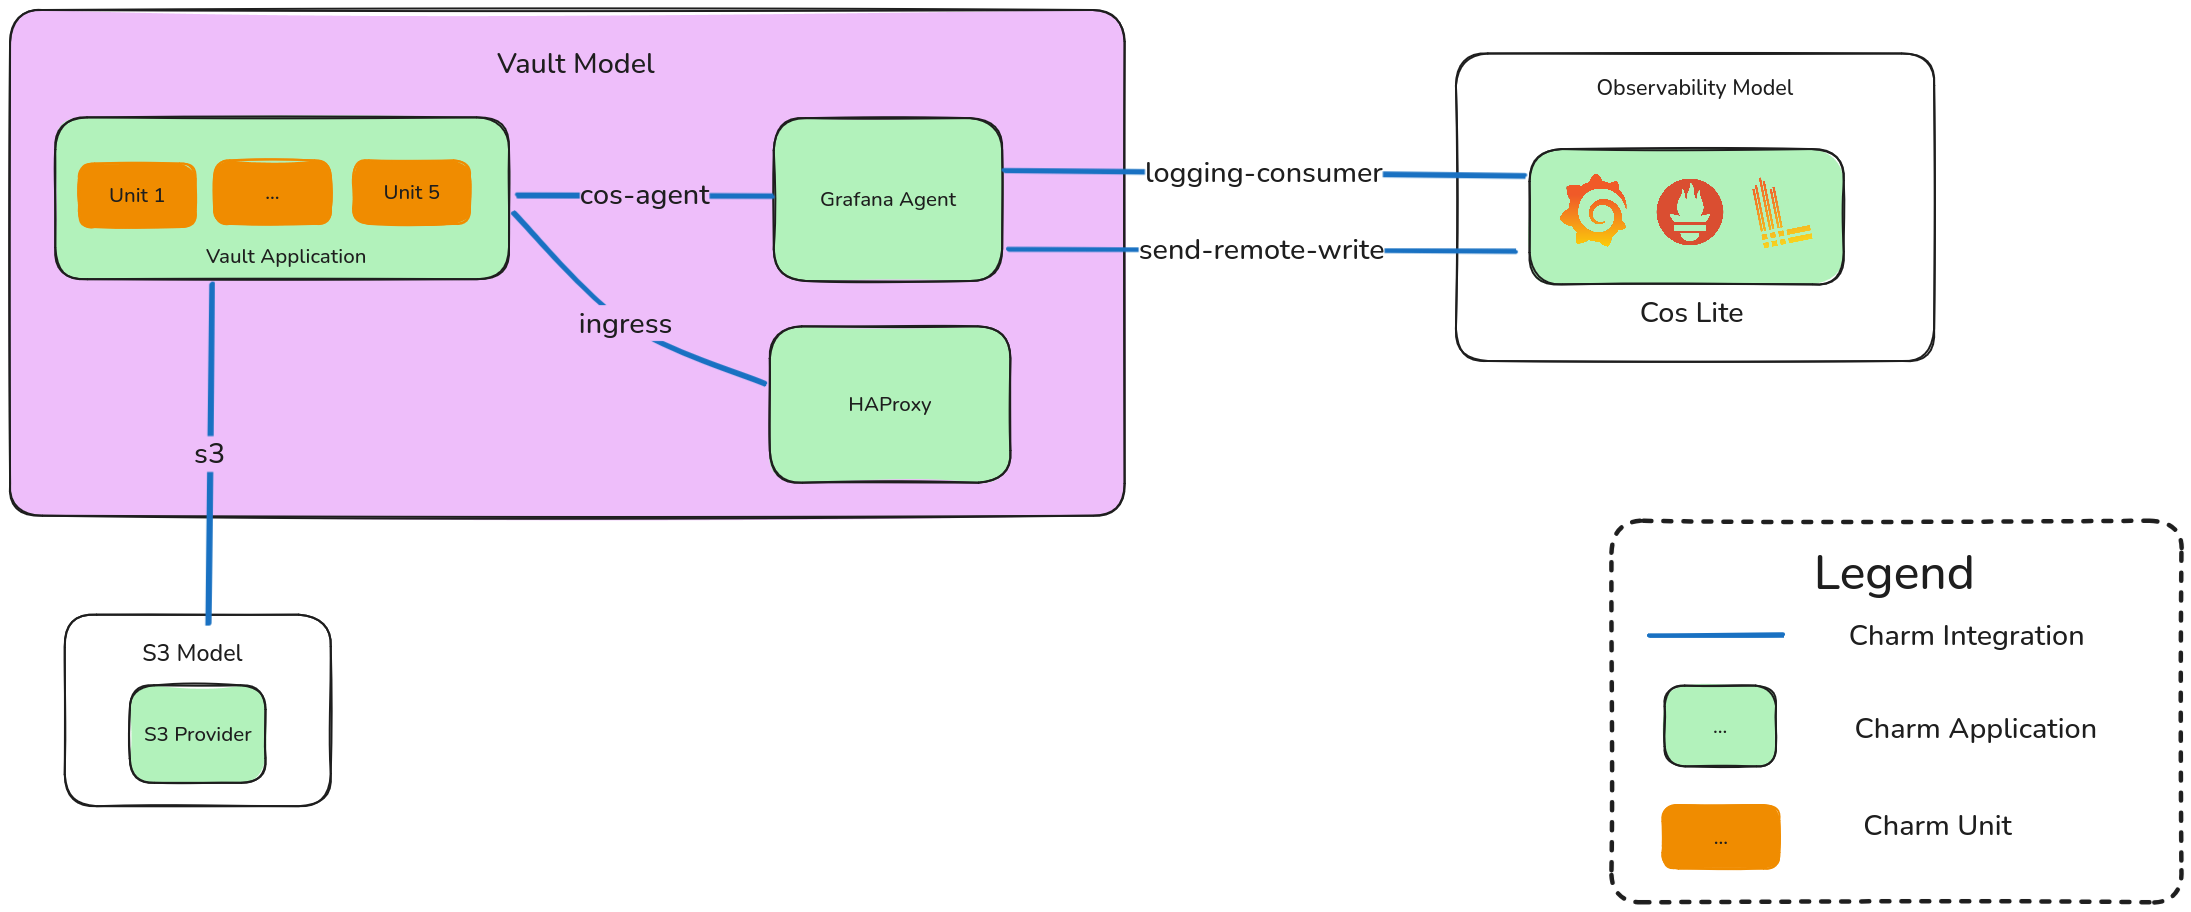 Vault Model
Unit 1
...
Unit 5
Vault Application
cos-agent
Grafana Agent
ingress
HAProxy
s3
logging-consumer
send-remote-write
Observability Model
Cos Lite
S3 Model
S3 Provider
Legend
Charm Integration
...
Charm Application
...
Charm Unit